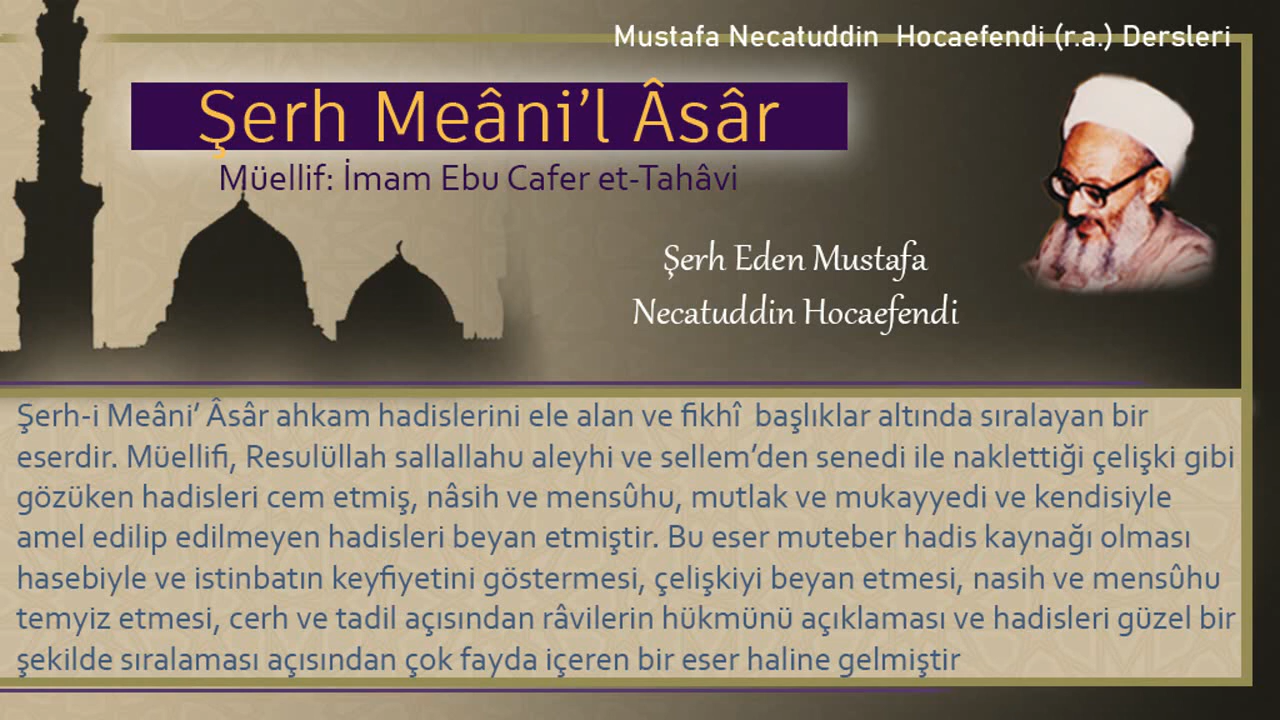 Mustafa Necatuddin Hocaefendi (r.a.) Dersleri
Şerh Meâni’l Âsâr
Müellif: İmam Ebu Cafer et-Tahâvi
Şerh Eden Mustafa
Necatuddin Hocaefendi
Şerh-i Meâni’ Âsâr ahkam hadislerini ele alan ve fikhî başlıklar altında sıralayan bir
eserdir. Müellifi, Resulüllah sallallahu aleyhi ve sellem’den senedi ile naklettiği çelişki gibi
gözüken hadisleri cem etmiş, nâsih ve mensûhu, mutlak ve mukayyedi ve kendisiyle
amel edilip edilmeyen hadisleri beyan etmiştir. Bu eser muteber hadis kaynağı olması
hasebiyle ve istinbatın keyfiyetini göstermesi, çelişkiyi beyan etmesi, nasih ve mensûhu
temyiz etmesi, cerh ve tadil açısından râvilerin hükmünü açıklaması ve hadisleri güzel bir
şekilde sıralaması açısından çok fayda içeren bir eser haline gelmiştir